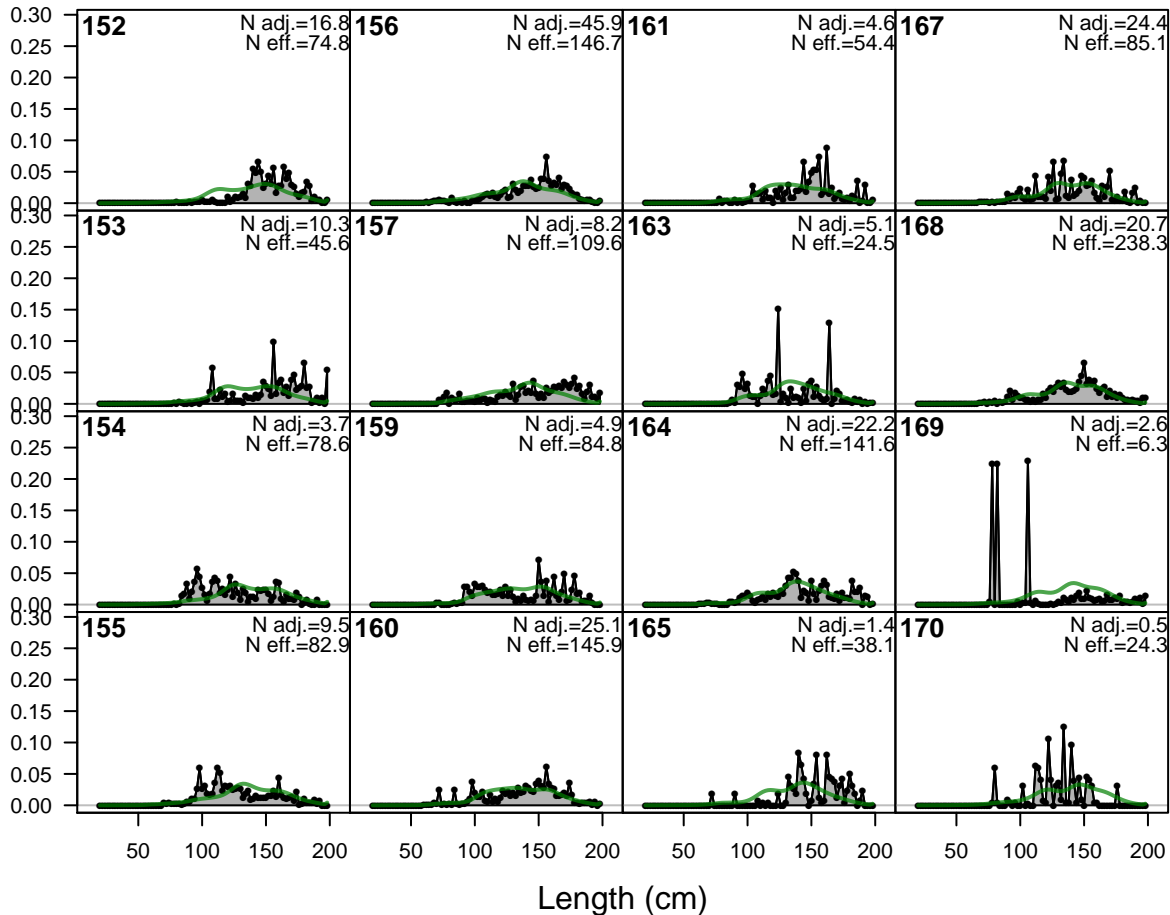 152
N adj.=16.8
N eff.=74.8
156
N adj.=45.9
N eff.=146.7
161
N adj.=4.6
N eff.=54.4
167
N adj.=24.4
N eff.=85.1
0.30
0.25
0.20
0.15
0.10
0.05
0.00
153
N adj.=10.3
N eff.=45.6
157
N adj.=8.2
N eff.=109.6
163
N adj.=5.1
N eff.=24.5
168
N adj.=20.7
N eff.=238.3
0.30
0.25
0.20
0.15
0.10
0.05
0.00
154
N adj.=3.7
N eff.=78.6
159
N adj.=4.9
N eff.=84.8
164
N adj.=22.2
N eff.=141.6
169
N adj.=2.6
N eff.=6.3
0.30
0.25
0.20
0.15
0.10
0.05
0.00
155
N adj.=9.5
N eff.=82.9
160
N adj.=25.1
N eff.=145.9
165
N adj.=1.4
N eff.=38.1
170
N adj.=0.5
N eff.=24.3
0.30
0.25
0.20
0.15
0.10
0.05
0.00
50 100 150 200 50 100 150 200 50 100 150 200 50 100 150 200
Length (cm)